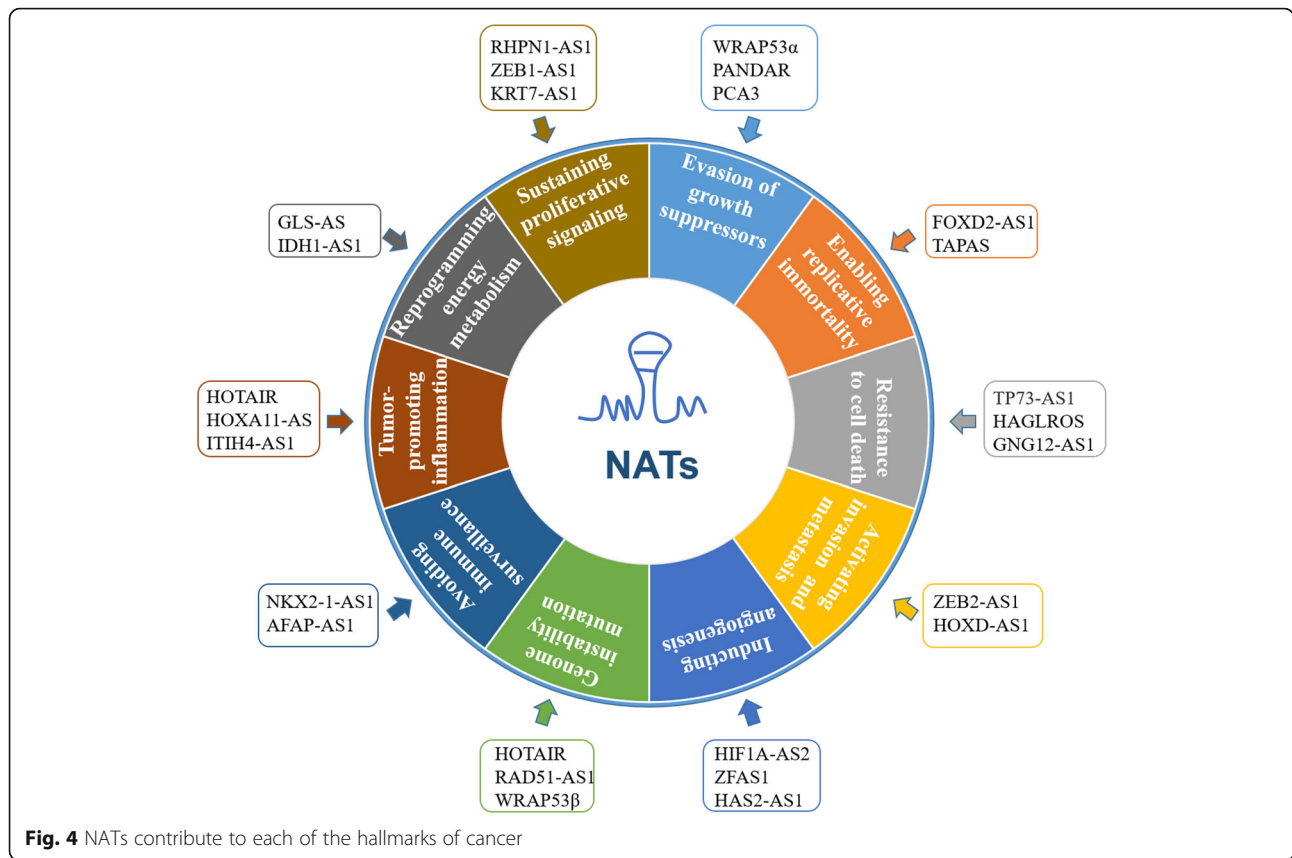 RHPN1-AS1
ZEB1-AS1
KRT7-AS1
WRAP53α
PANDAR
PCA3
GLS-AS
IDH1-AS1
FOXD2-AS1
TAPAS
HOTAIR
HOXA11-AS
ITIH4-AS1
TP73-AS1
HAGLROS
GNG12-AS1
NKX2-1-AS1
AFAP-AS1
ZEB2-AS1
HOXD-AS1
HOTAIR
RAD51-AS1
WRAP53β
HIF1A-AS2
ZFAS1
HAS2-AS1
Sustaining
proliferative
signaling
Evasion of
growth
suppressors
Enabling
replicative
immortality
Resistance
to cell death
Activating
invasion and
metastasis
Inducting
angiogenesis
Genome
instability
mutation
Avoiding
immune
surveillance
Tumor-
promoting
inflammation
Reprogramming
energy
metabolism
NATs
Fig. 4 NATs contribute to each of the hallmarks of cancer